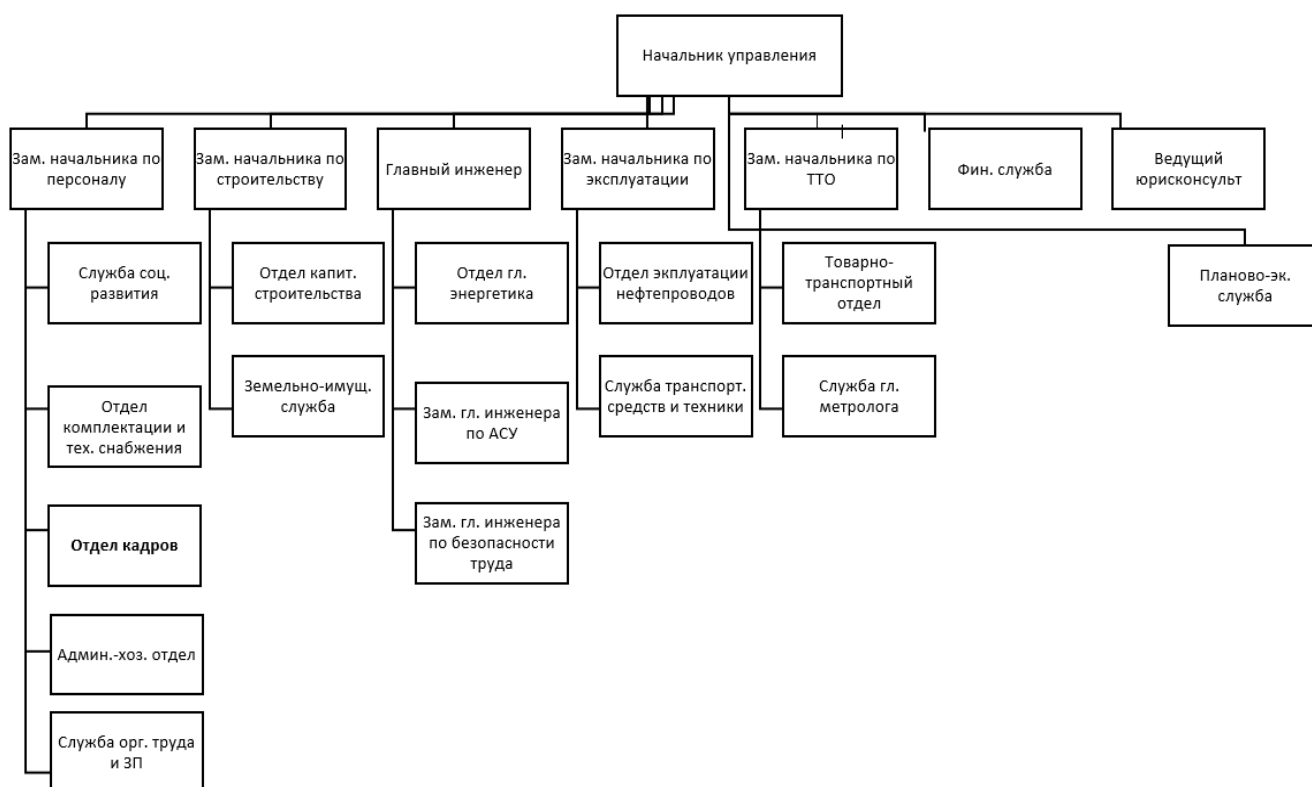 Начальник управления
Зам. начальника по
персоналу
Зам. начальника по
строительству
Главный инженер
Зам. начальника по
эксплуатации
Зам. начальника по
ТТО
Фин. служба
Ведущий
юрисконсульт
Служба соц.
развития
Отдел капит.
строительства
Отдел гл.
энергетика
Отдел экплуатации
нефтепроводов
Товарно-
транспортный
отдел
Планово-эк.
служба
Отдел
комплектации и
тех. снабжения
Земельно-имущ.
служба
Зам. гл. инженера
по АСУ
Служба транспорт.
средств и техники
Служба гл.
метролога
Отдел кадров
Зам. гл. инженера
по безопасности
труда
Админ.-хоз. отдел
Служба орг. труда
и ЗП